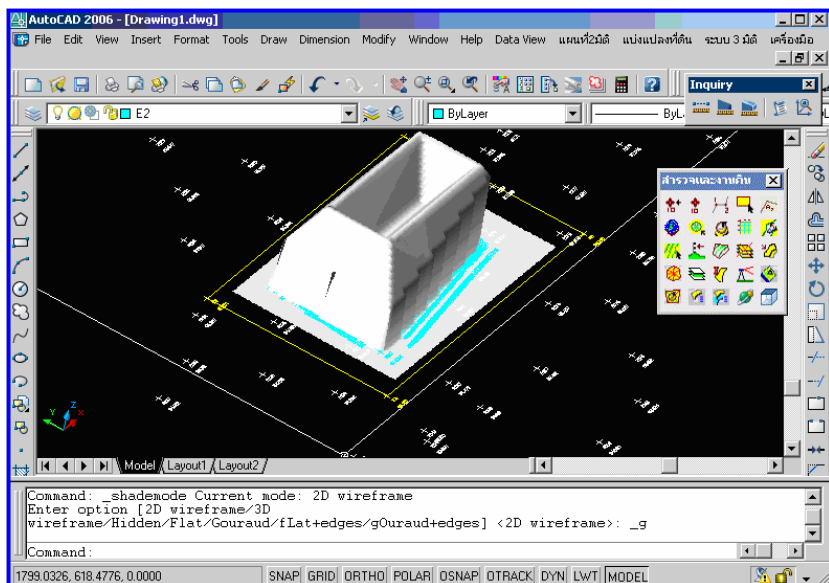 AutoCAD 2006 - [Drawing1.dwg]
File Edit View Insert Format Tools Draw Dimension Modify Window Help Data View แผนที่2มิติ แบ่งแปลงที่ดิน ระบบ 3 มิติ เครื่องมือ
Inquiry
E2
ByLayer
ByL
สำรวจและงานดิน
Y
Z
X
Model Layout1 Layout2
Command: _shademode Current mode: 2D wireframe
Enter option [2D wireframe/3D
wireframe/Hidden/Flat/Gouraud/fLat+edges/gOuraud+edges] <2D wireframe>: _g
Command:
1799.0326, 618.4776, 0.0000
SNAP GRID ORTHO POLAR OSNAP OTRACK DYN LWT MODEL